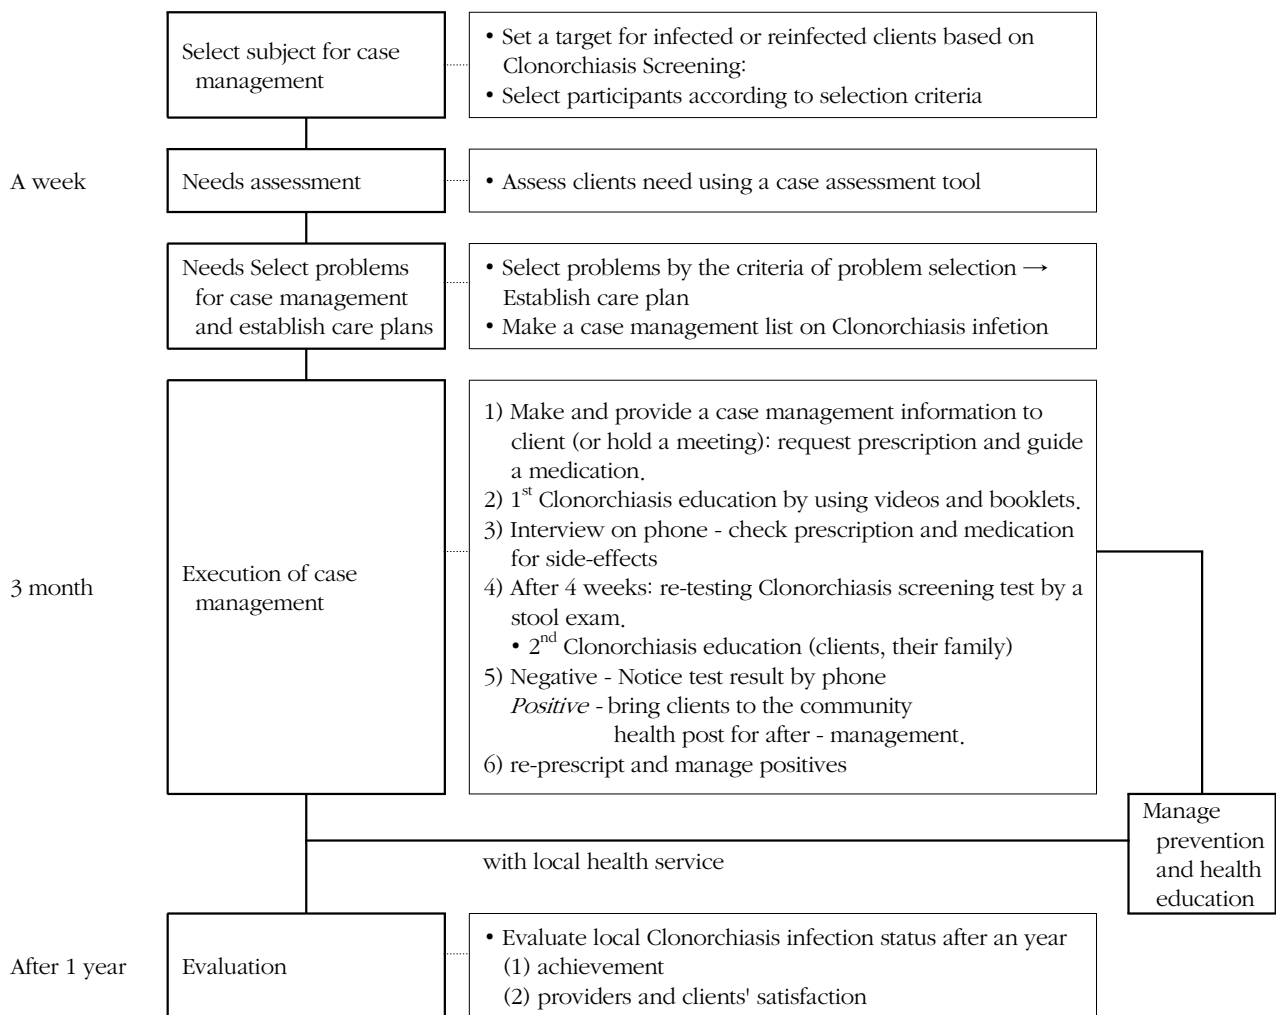 Select subject for case
management
• Set a target for infected or reinfected clients based on
Clonorchiasis Screening:
• Select participants according to selection criteria
A week
Needs assessment
• Assess clients need using a case assessment tool
Needs Select problems
for case management
and establish care plans
• Select problems by the criteria of problem selection →
Establish care plan
• Make a case management list on Clonorchiasis infetion
3 month
Execution of case
management
1) Make and provide a case management information to
client (or hold a meeting): request prescription and guide
a medication.
2) 1st Clonorchiasis education by using videos and booklets.
3) Interview on phone - check prescription and medication
for side-effects
4) After 4 weeks: re-testing Clonorchiasis screening test by a
stool exam.
• 2nd Clonorchiasis education (clients, their family)
5) Negative - Notice test result by phone
Positive - bring clients to the community
health post for after - management.
6) re-prescript and manage positives
Manage
prevention
and health
education
with local health service
After 1 year
Evaluation
• Evaluate local Clonorchiasis infection status after an year
(1) achievement
(2) providers and clients' satisfaction